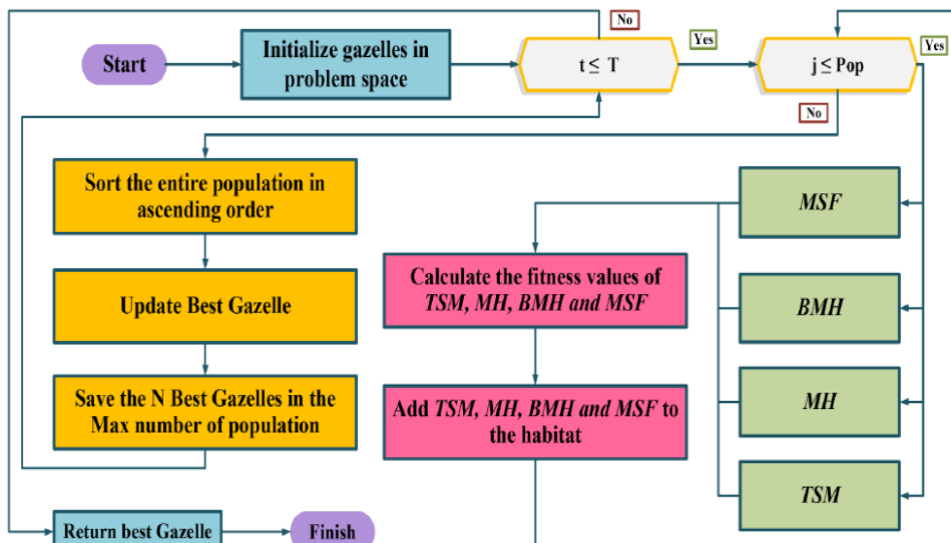 No
Start
Initialize gazelles in
problem space
t ≤ T
Yes
j ≤ Pop
Yes
No
Sort the entire population in
ascending order
MSF
Calculate the fitness values of
TSM, MH, BMH and MSF
Update Best Gazelle
BMH
Save the N Best Gazelles in the
Max number of population
Add TSM, MH, BMH and MSF to
the habitat
MH
TSM
Return best Gazelle
Finish